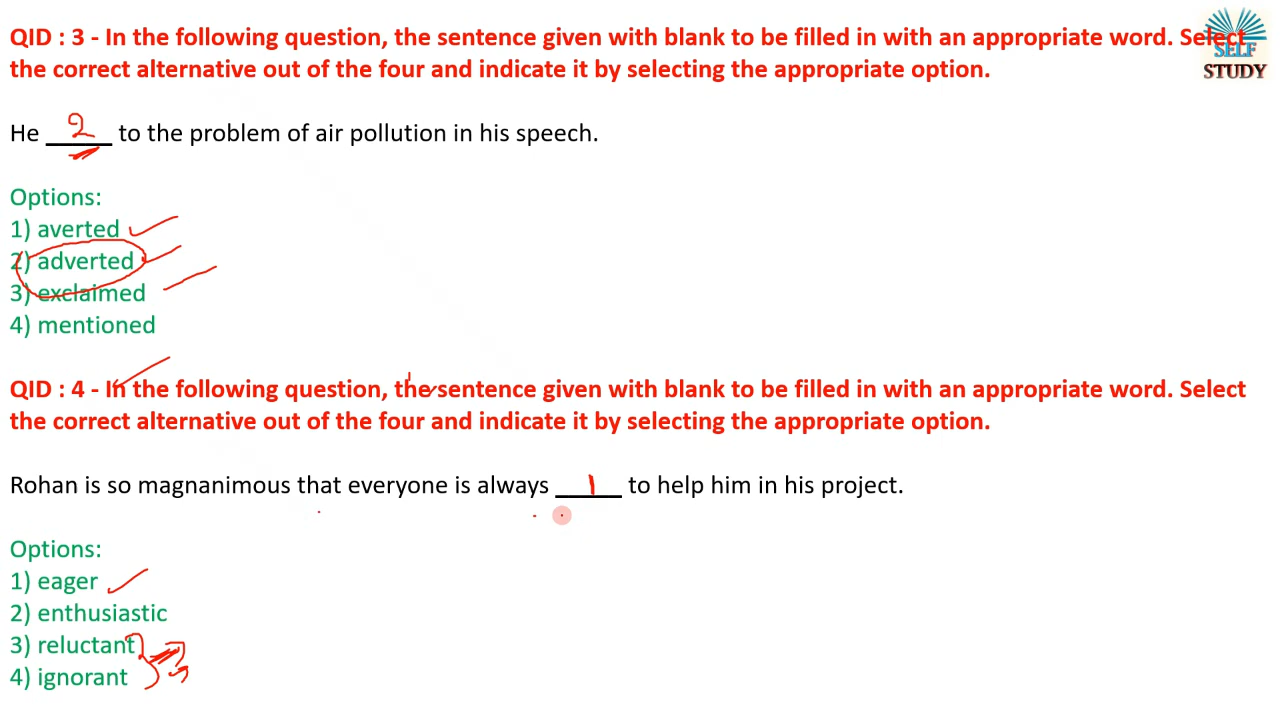 QID : 3 - In the following question, the sentence given with blank to be filled in with an appropriate word. Select
the correct alternative out of the four and indicate it by selecting the appropriate option.
SELF
STUDY
He __2__ to the problem of air pollution in his speech.
Options:
1) averted
2) adverted
3) exclaimed
4) mentioned
QID : 4 - In the following question, the sentence given with blank to be filled in with an appropriate word. Select
the correct alternative out of the four and indicate it by selecting the appropriate option.
Rohan is so magnanimous that everyone is always __1__ to help him in his project.
Options:
1) eager
2) enthusiastic
3) reluctant
4) ignorant